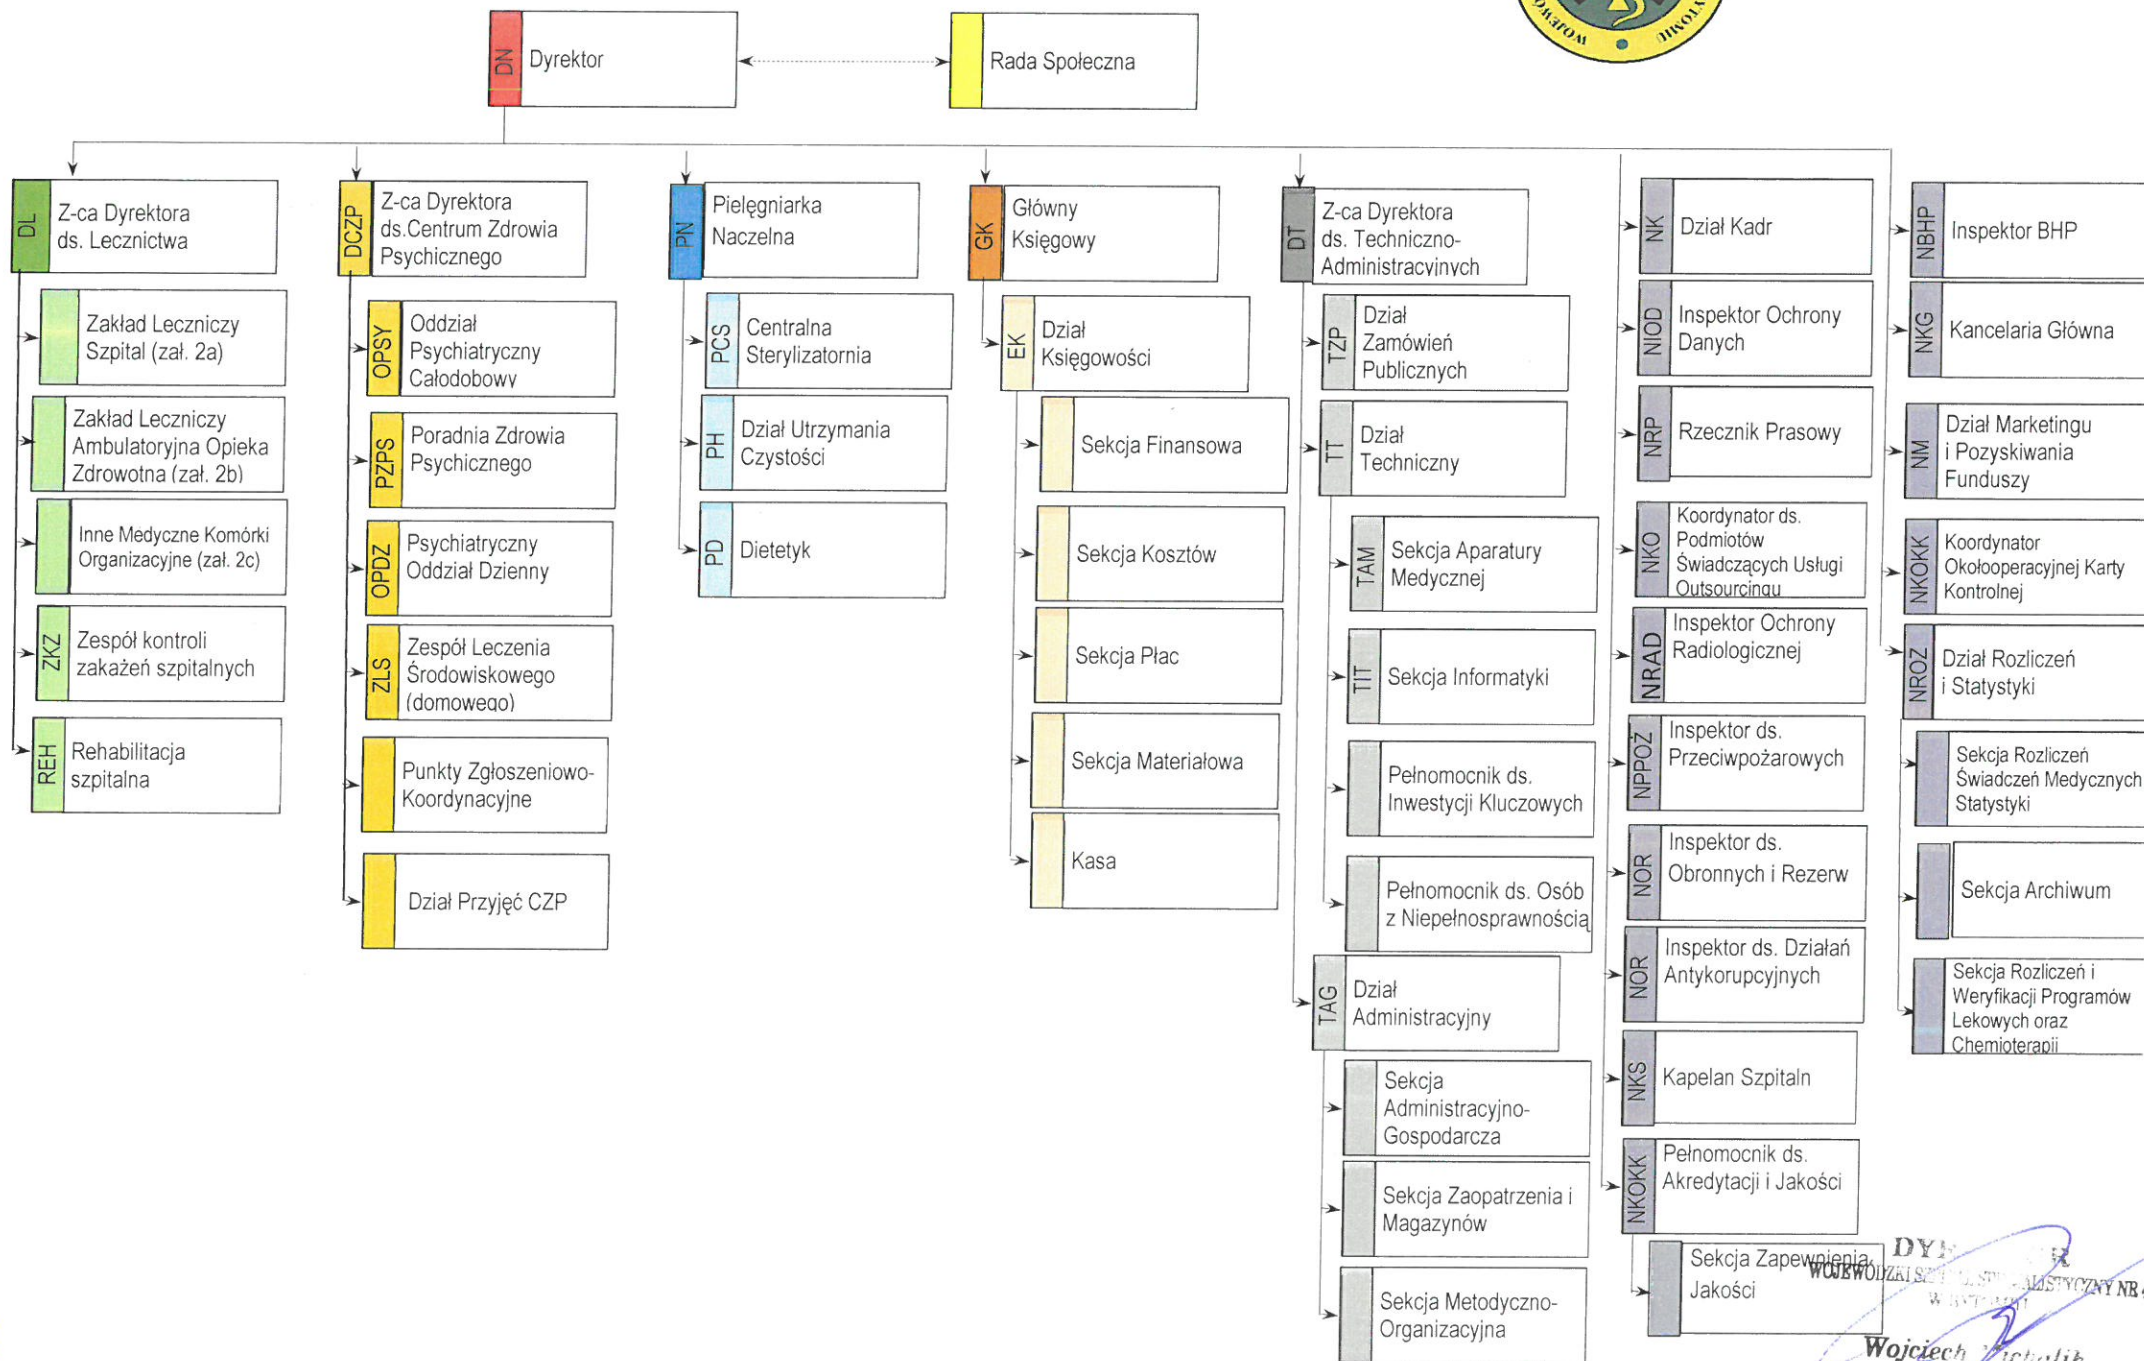 WOJEWÓ
YTOMIU
DN
Dyrektor
Rada Społeczna
DL
Z-ca Dyrektora
ds. Lecznictwa
Zakład Leczniczy
Szpital (zał. 2a)
Zakład Leczniczy
Ambulatoryjna Opieka
Zdrowotna (zał. 2b)
Inne Medyczne Komórki
Organizacyjne (zał. 2c)
ZKZ
Zespół kontroli
zakażeń szpitalnych
REH
Rehabilitacja
szpitalna
DCZP
Z-ca Dyrektora
ds.Centrum Zdrowia
Psychicznego
OPSY
Oddział
Psychiatryczny
Całodobowy
PZPS
Poradnia Zdrowia
Psychicznego
OPDZ
Psychiatryczny
Oddział Dzienny
ZLS
Zespół Leczenia
Środowiskowego
(domowego)
Punkty Zgłoszeniowo-
Koordynacyjne
Dział Przyjęć CZP
PN
Pielęgniarka
Naczelna
PCS
Centralna
Sterylizatornia
PH
Dział Utrzymania
Czystości
PD
Dietetyk
GK
Główny
Księgowy
EK
Dział
Księgowości
Sekcja Finansowa
Sekcja Kosztów
Sekcja Płac
Sekcja Materiałowa
Kasa
DT
Z-ca Dyrektora
ds. Techniczno-
Administracyjnych
TZP
Dział
Zamówień
Publicznych
TT
Dział
Techniczny
TAM
Sekcja Aparatury
Medycznej
TIT
Sekcja Informatyki
Pełnomocnik ds.
Inwestycji Kluczowych
Pełnomocnik ds. Osób
z Niepełnosprawnością
TAG
Dział
Administracyjny
Sekcja
Administracyjno-
Gospodarcza
Sekcja Zaopatrzenia i
Magazynów
Sekcja Metodyczno-
Organizacyjna
NK
Dział Kadr
NIOD
Inspektor Ochrony
Danych
NRP
Rzecznik Prasowy
NKO
Koordynator ds.
Podmiotów
Świadczących Usługi
Outsourcingu
NRAD
Inspektor Ochrony
Radiologicznej
NPPOŻ
Inspektor ds.
Przeciwpożarowych
NOR
Inspektor ds.
Obronnych i Rezerw
NOR
Inspektor ds. Działań
Antykorupcyjnych
NKS
Kapelan Szpitaln
NKOKK
Pełnomocnik ds.
Akredytacji i Jakości
Sekcja Zapewnienia
Jakości
NBHP
Inspektor BHP
NKG
Kancelaria Główna
NM
Dział Marketingu
i Pozyskiwania
Funduszy
NKOKK
Koordynator
Okołooperacyjnej Karty
Kontrolnej
NROZ
Dział Rozliczeń
i Statystyki
Sekcja Rozliczeń
Świadczeń Medycznych
Statystyki
Sekcja Archiwum
Sekcja Rozliczeń i
Weryfikacji Programów
Lekowych oraz
Chemioterapii
WOJEWÓDZKI NR
Wojciech